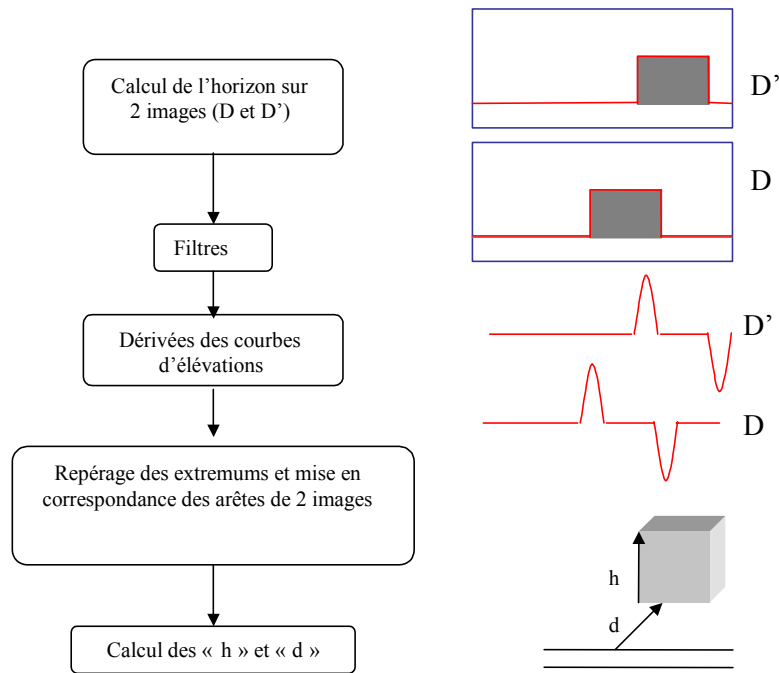 Calcul de l’horizon sur
2 images (D et D’)
Filtres
Dérivées des courbes
d’élévations
Repérage des extremums et mise en
correspondance des arêtes de 2 images
Calcul des « h » et « d »
D’
D
D’
D
h
d